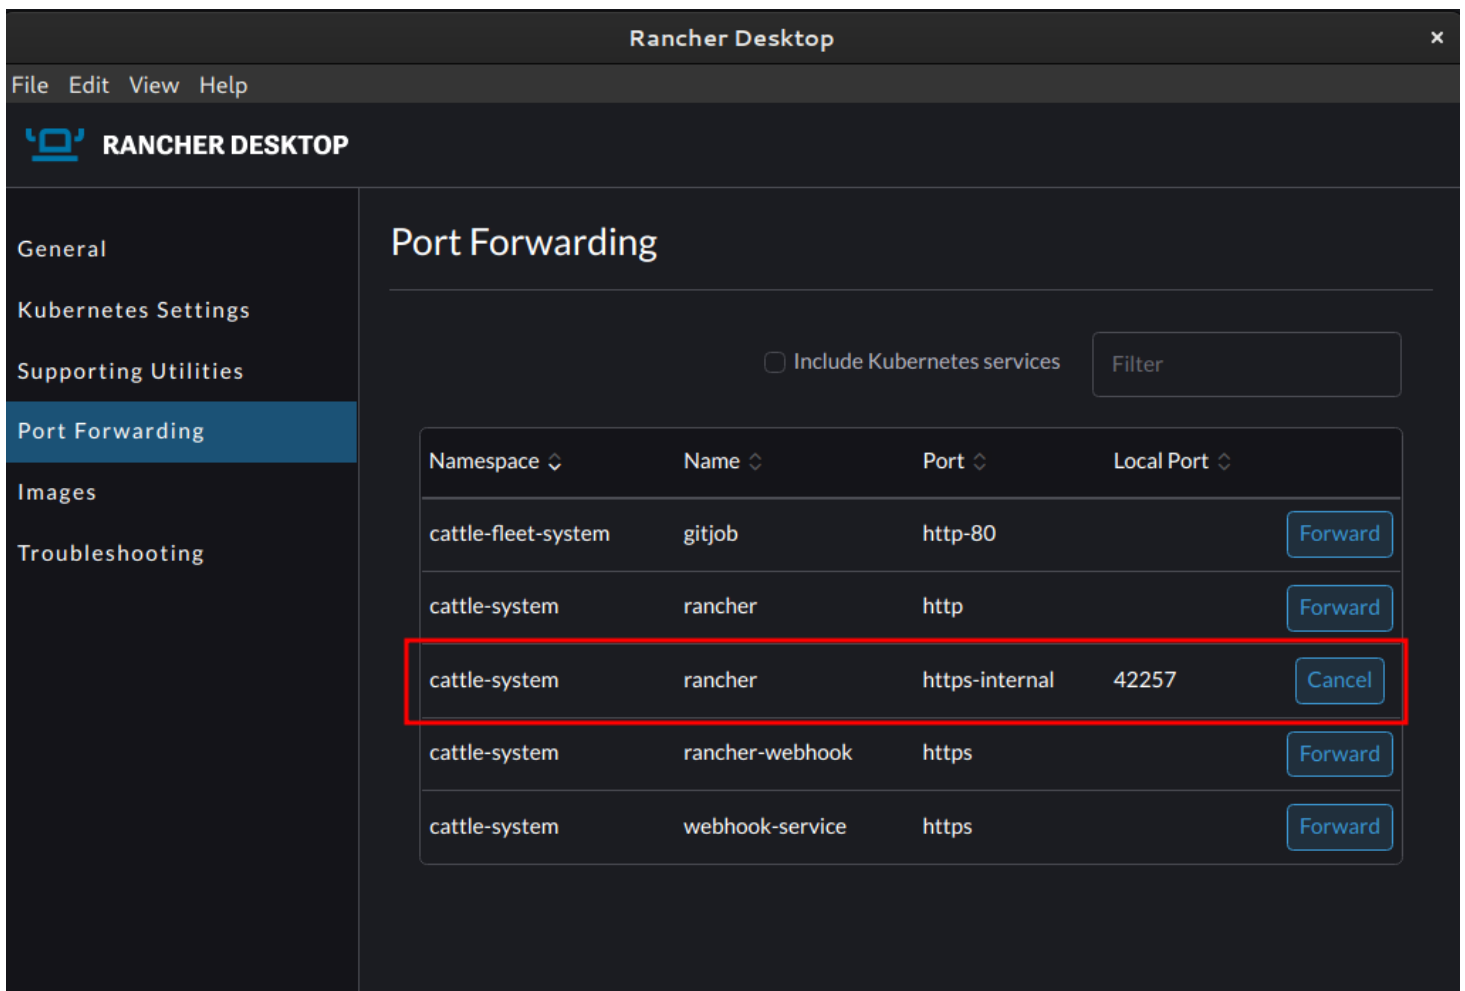 Rancher Desktop ×
File Edit View Help
RANCHER DESKTOP
General
Kubernetes Settings
Supporting Utilities
Port Forwarding
Images
Troubleshooting
Port Forwarding
Include Kubernetes services Filter
Namespace Name Port Local Port
cattle-fleet-system gitjob http-80 Forward
cattle-system rancher http Forward
cattle-system rancher https-internal 42257 Cancel
cattle-system rancher-webhook https Forward
cattle-system webhook-service https Forward